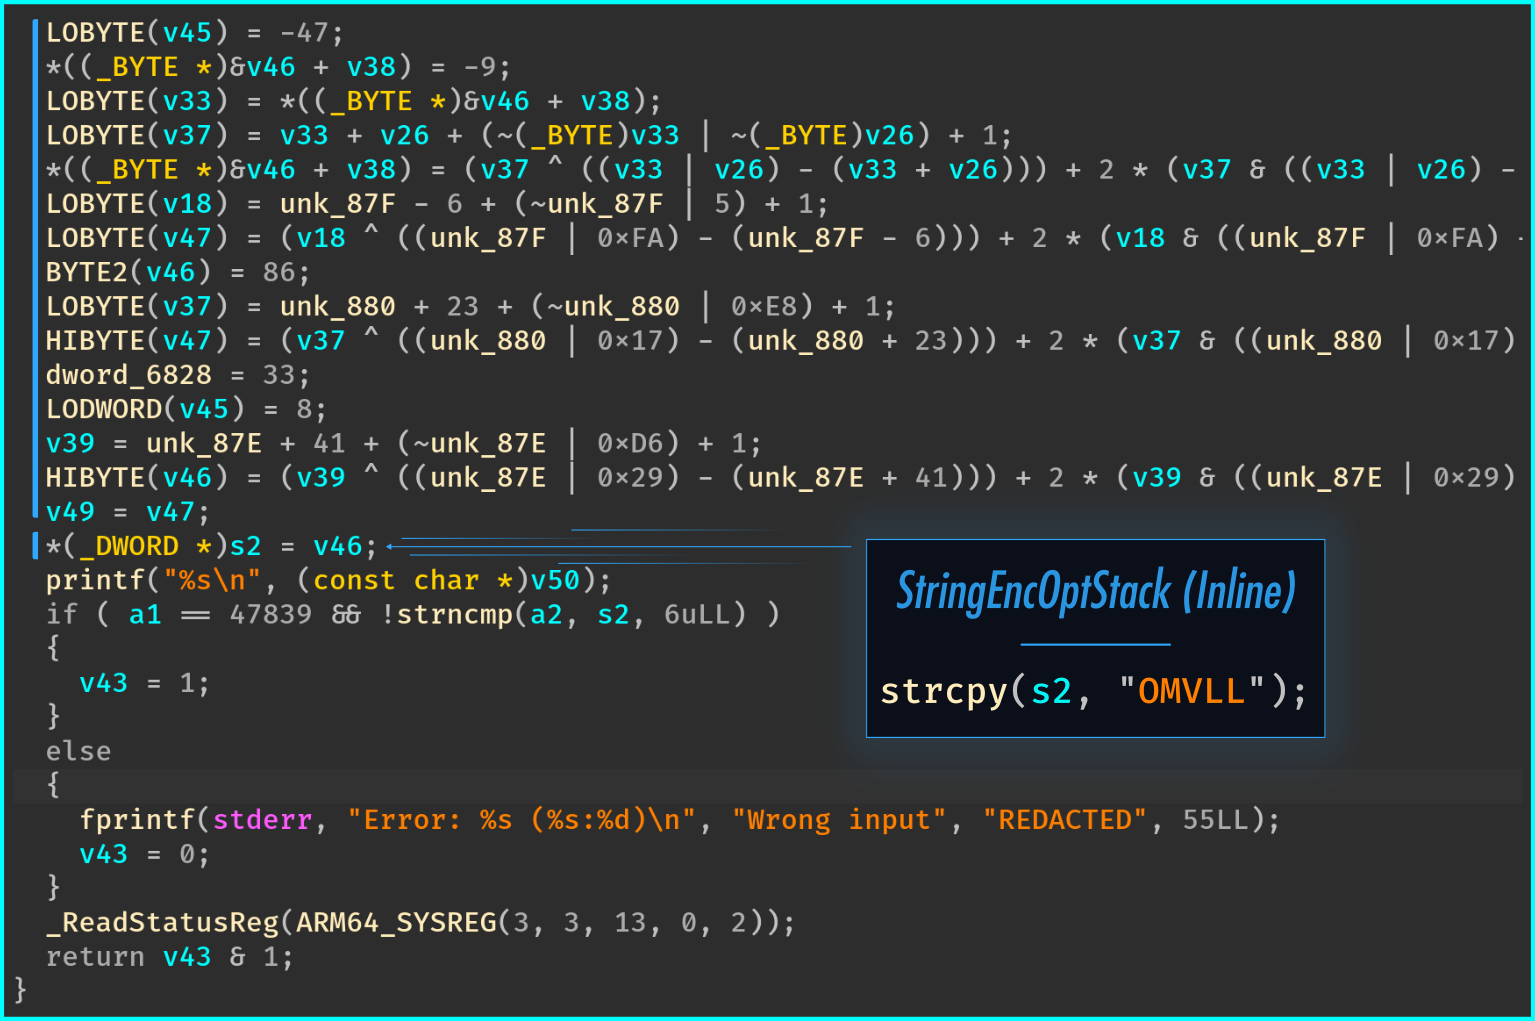 LOBYTE(v45) = -47;
*((_BYTE *)&v46 + v38) = -9;
LOBYTE(v33) = *((_BYTE *)&v46 + v38);
LOBYTE(v37) = v33 + v26 + (~(_BYTE)v33 | ~(_BYTE)v26) + 1;
*((_BYTE *)&v46 + v38) = (v37 ^ ((v33 | v26) - (v33 + v26))) + 2 * (v37 & ((v33 | v26) -
LOBYTE(v18) = unk_87F - 6 + (~unk_87F | 5) + 1;
LOBYTE(v47) = (v18 ^ ((unk_87F | 0xFA) - (unk_87F - 6))) + 2 * (v18 & ((unk_87F | 0xFA) -
BYTE2(v46) = 86;
LOBYTE(v37) = unk_880 + 23 + (~unk_880 | 0xE8) + 1;
HIBYTE(v47) = (v37 ^ ((unk_880 | 0x17) - (unk_880 + 23))) + 2 * (v37 & ((unk_880 | 0x17)
dword_6828 = 33;
LODWORD(v45) = 8;
v39 = unk_87E + 41 + (~unk_87E | 0xD6) + 1;
HIBYTE(v46) = (v39 ^ ((unk_87E | 0x29) - (unk_87E + 41))) + 2 * (v39 & ((unk_87E | 0x29)
v49 = v47;
*(_DWORD *)s2 = v46;
printf("%s\n", (const char *)v50);
if ( a1 == 47839 && !strncmp(a2, s2, 6uLL) )
{
v43 = 1;
}
else
{
fprintf(stderr, "Error: %s (%s:%d)\n", "Wrong input", "REDACTED", 55LL);
v43 = 0;
}
_ReadStatusReg(ARM64_SYSREG(3, 3, 13, 0, 2));
return v43 & 1;
}
StringEncOptStack (Inline)
strcpy(s2, "OMVLL");